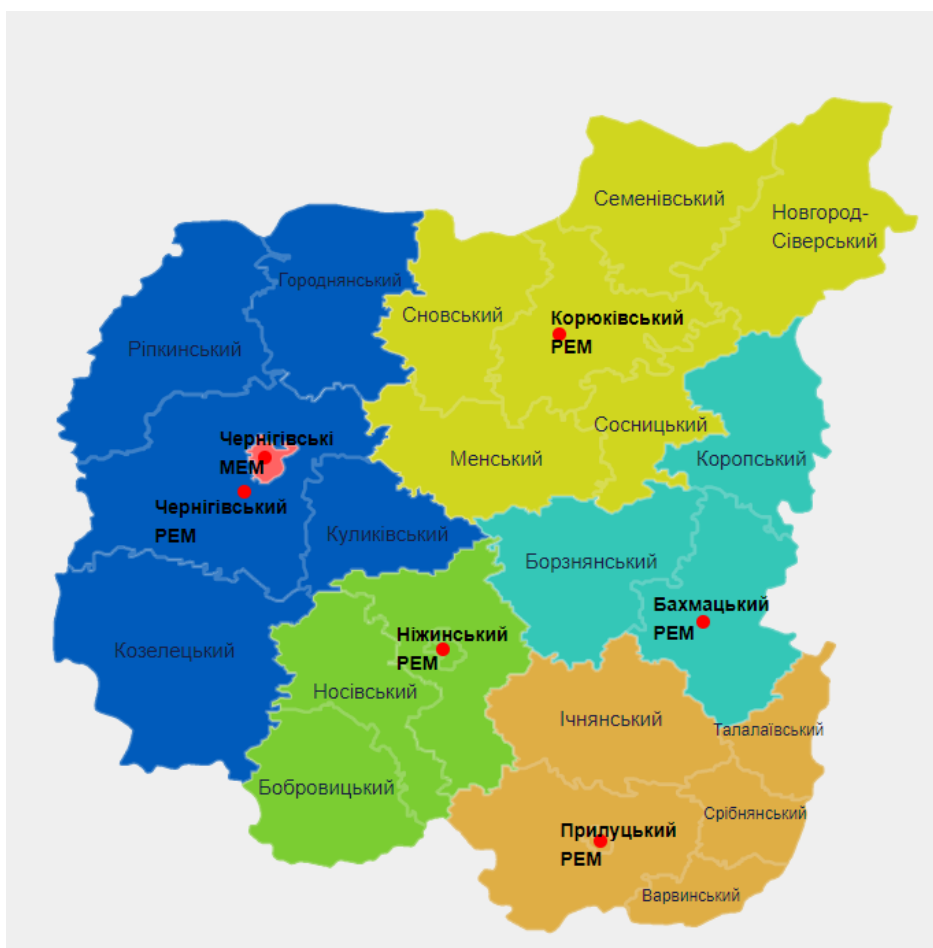 Семенівський
Новгород-
Сіверський
Городнянський
Сновський
Корюківський
РЕМ
Ріпкинський
Сосницький
Чернігівські
МЕМ
Менський
Коропський
Чернігівський
РЕМ
Куликівський
Борзнянський
Бахмацький
РЕМ
Ніжинський
РЕМ
Козелецький
Носівський
Ічнянський
Талалаївський
Бобровицький
Срібнянський
Прилуцький
РЕМ
Варвинський